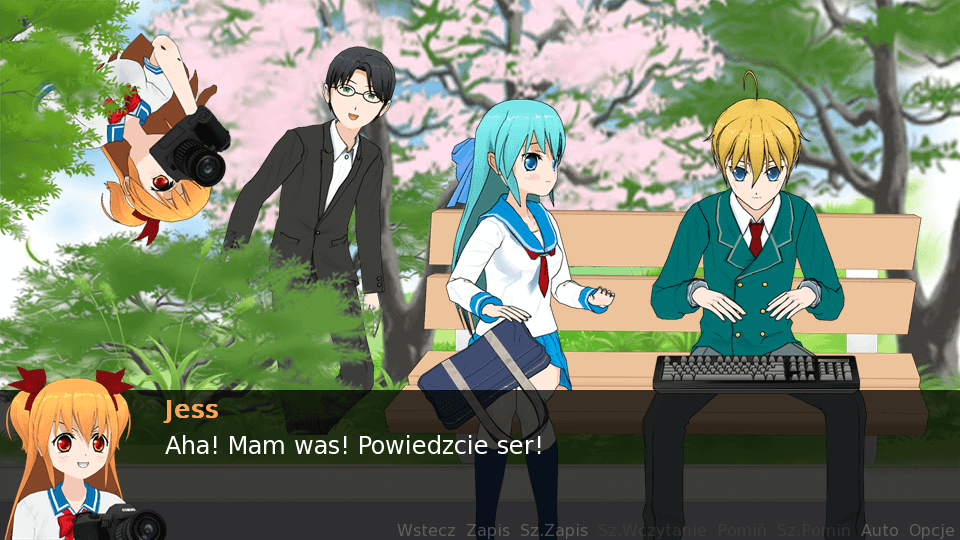 Jess
Aha! Mam was! Powiedzcie ser!
Wstecz Zapis Sz.Zapis Sz.Wczytanie Pomiń Sz.Pomiń Auto Opcje